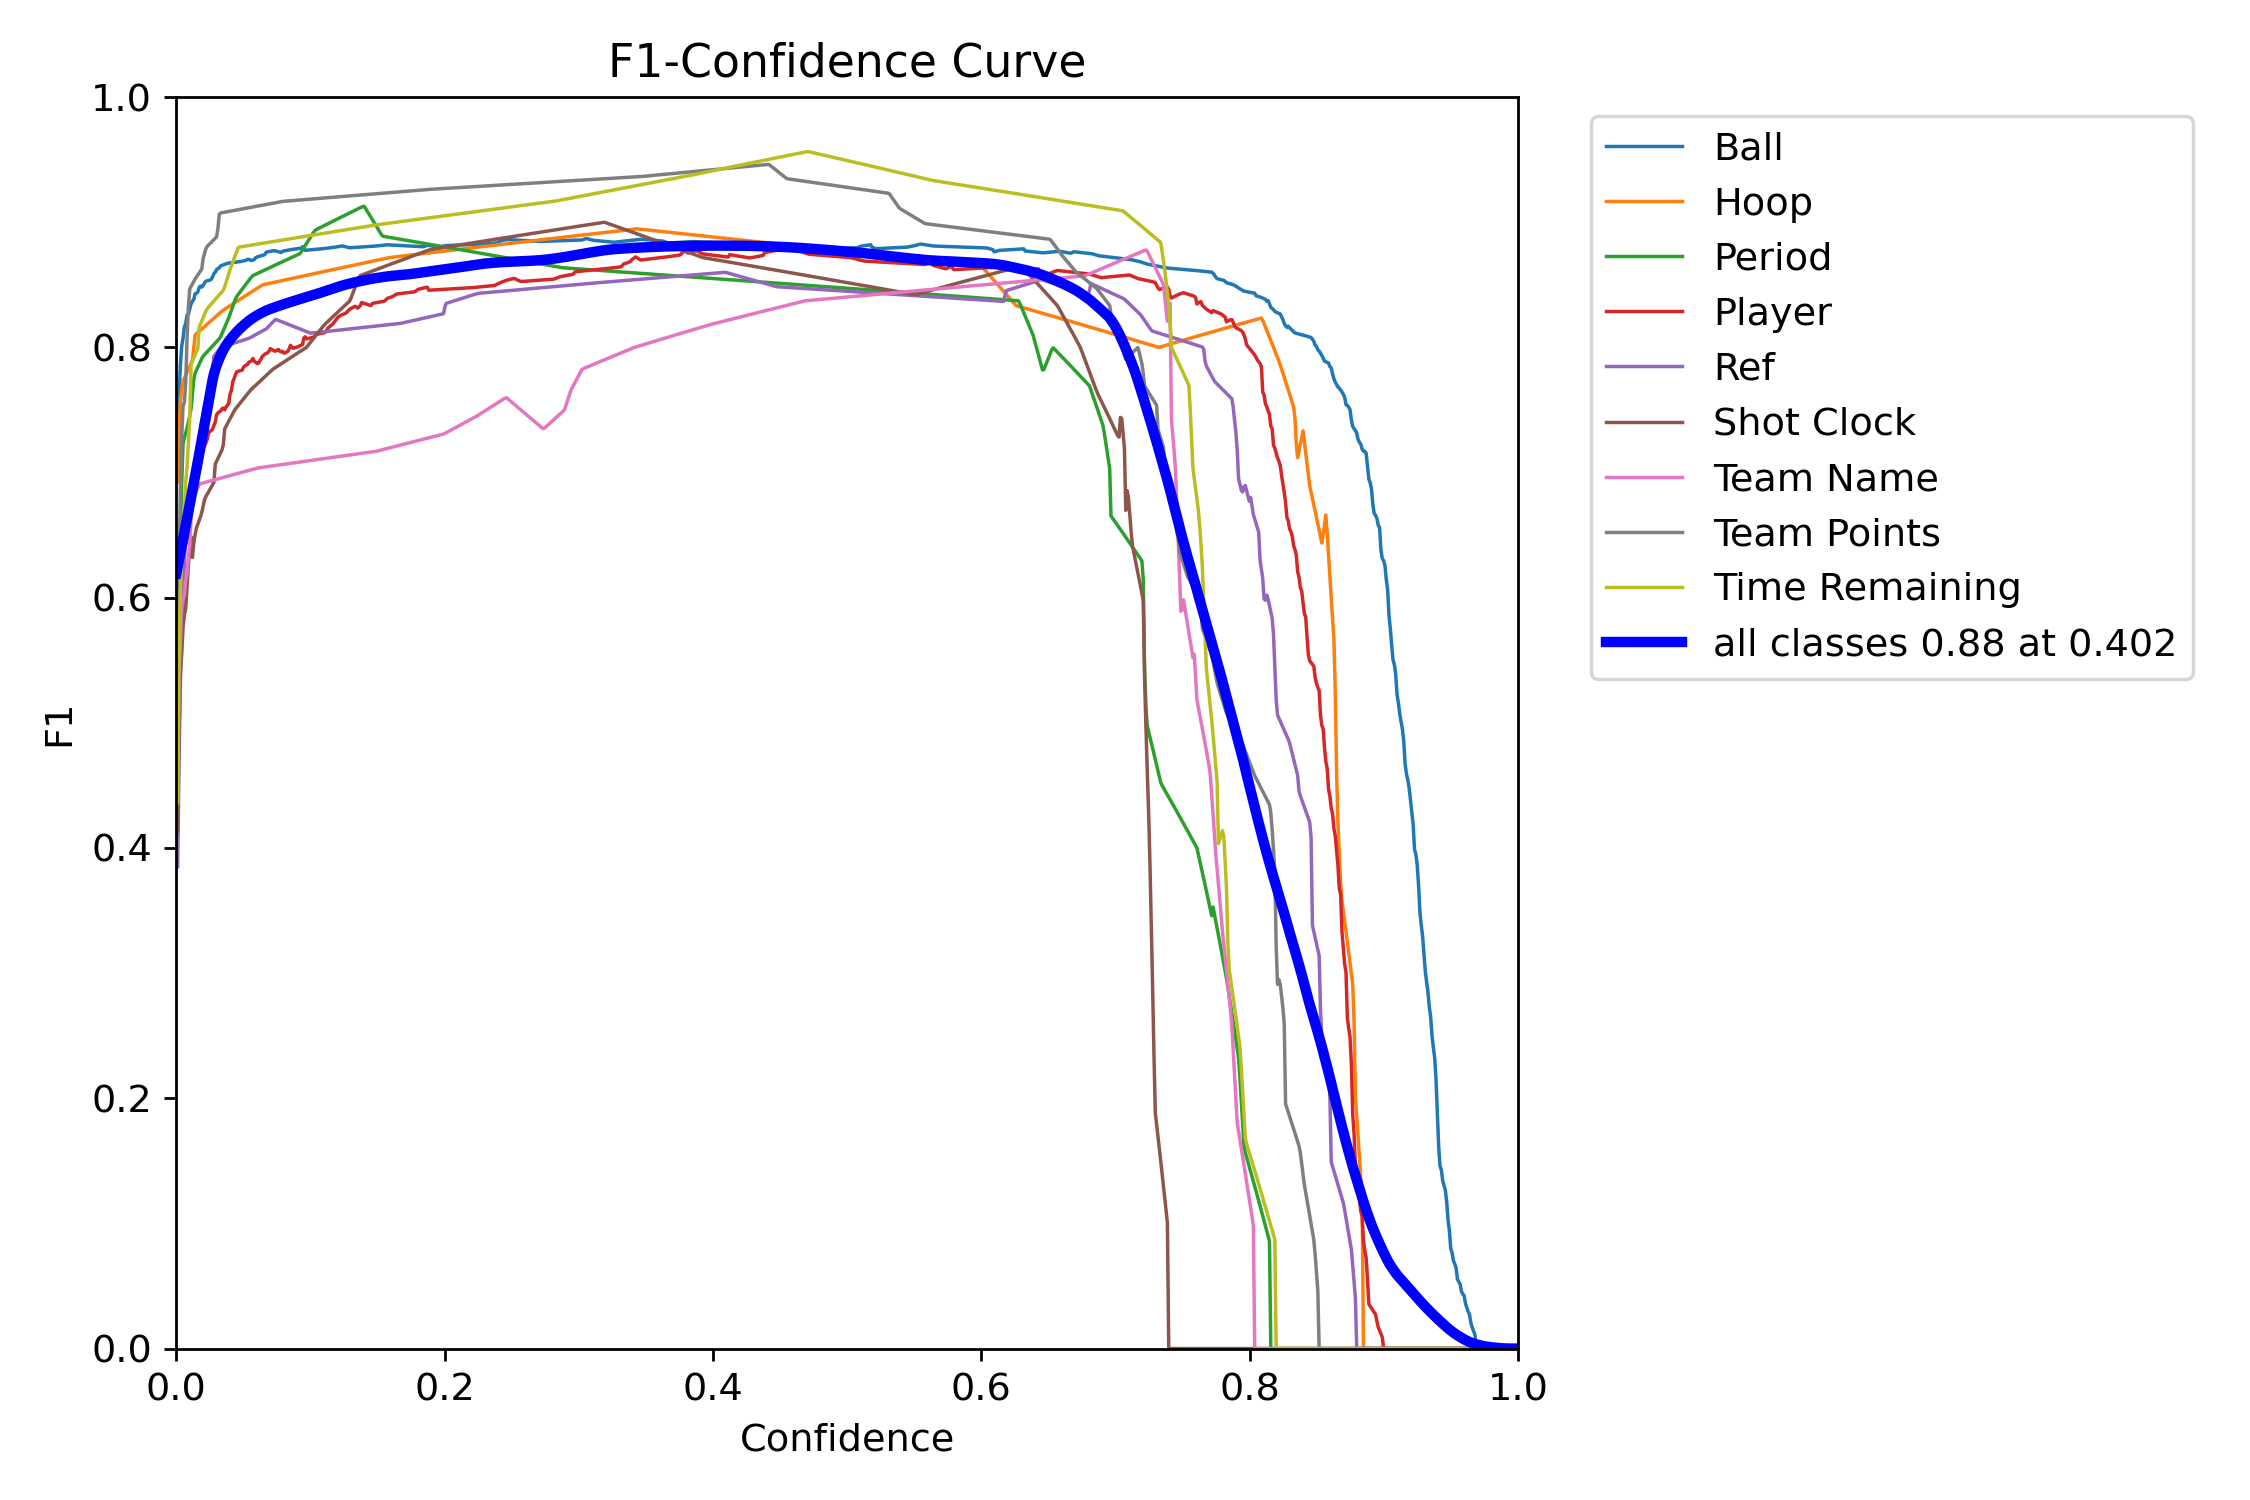 F1-Confidence Curve
1.0
0.8
0.6
0.4
0.2
0.0
F1
0.0 0.2 0.4 0.6 0.8 1.0
Confidence
Ball
Hoop
Period
Player
Ref
Shot Clock
Team Name
Team Points
Time Remaining
all classes 0.88 at 0.402